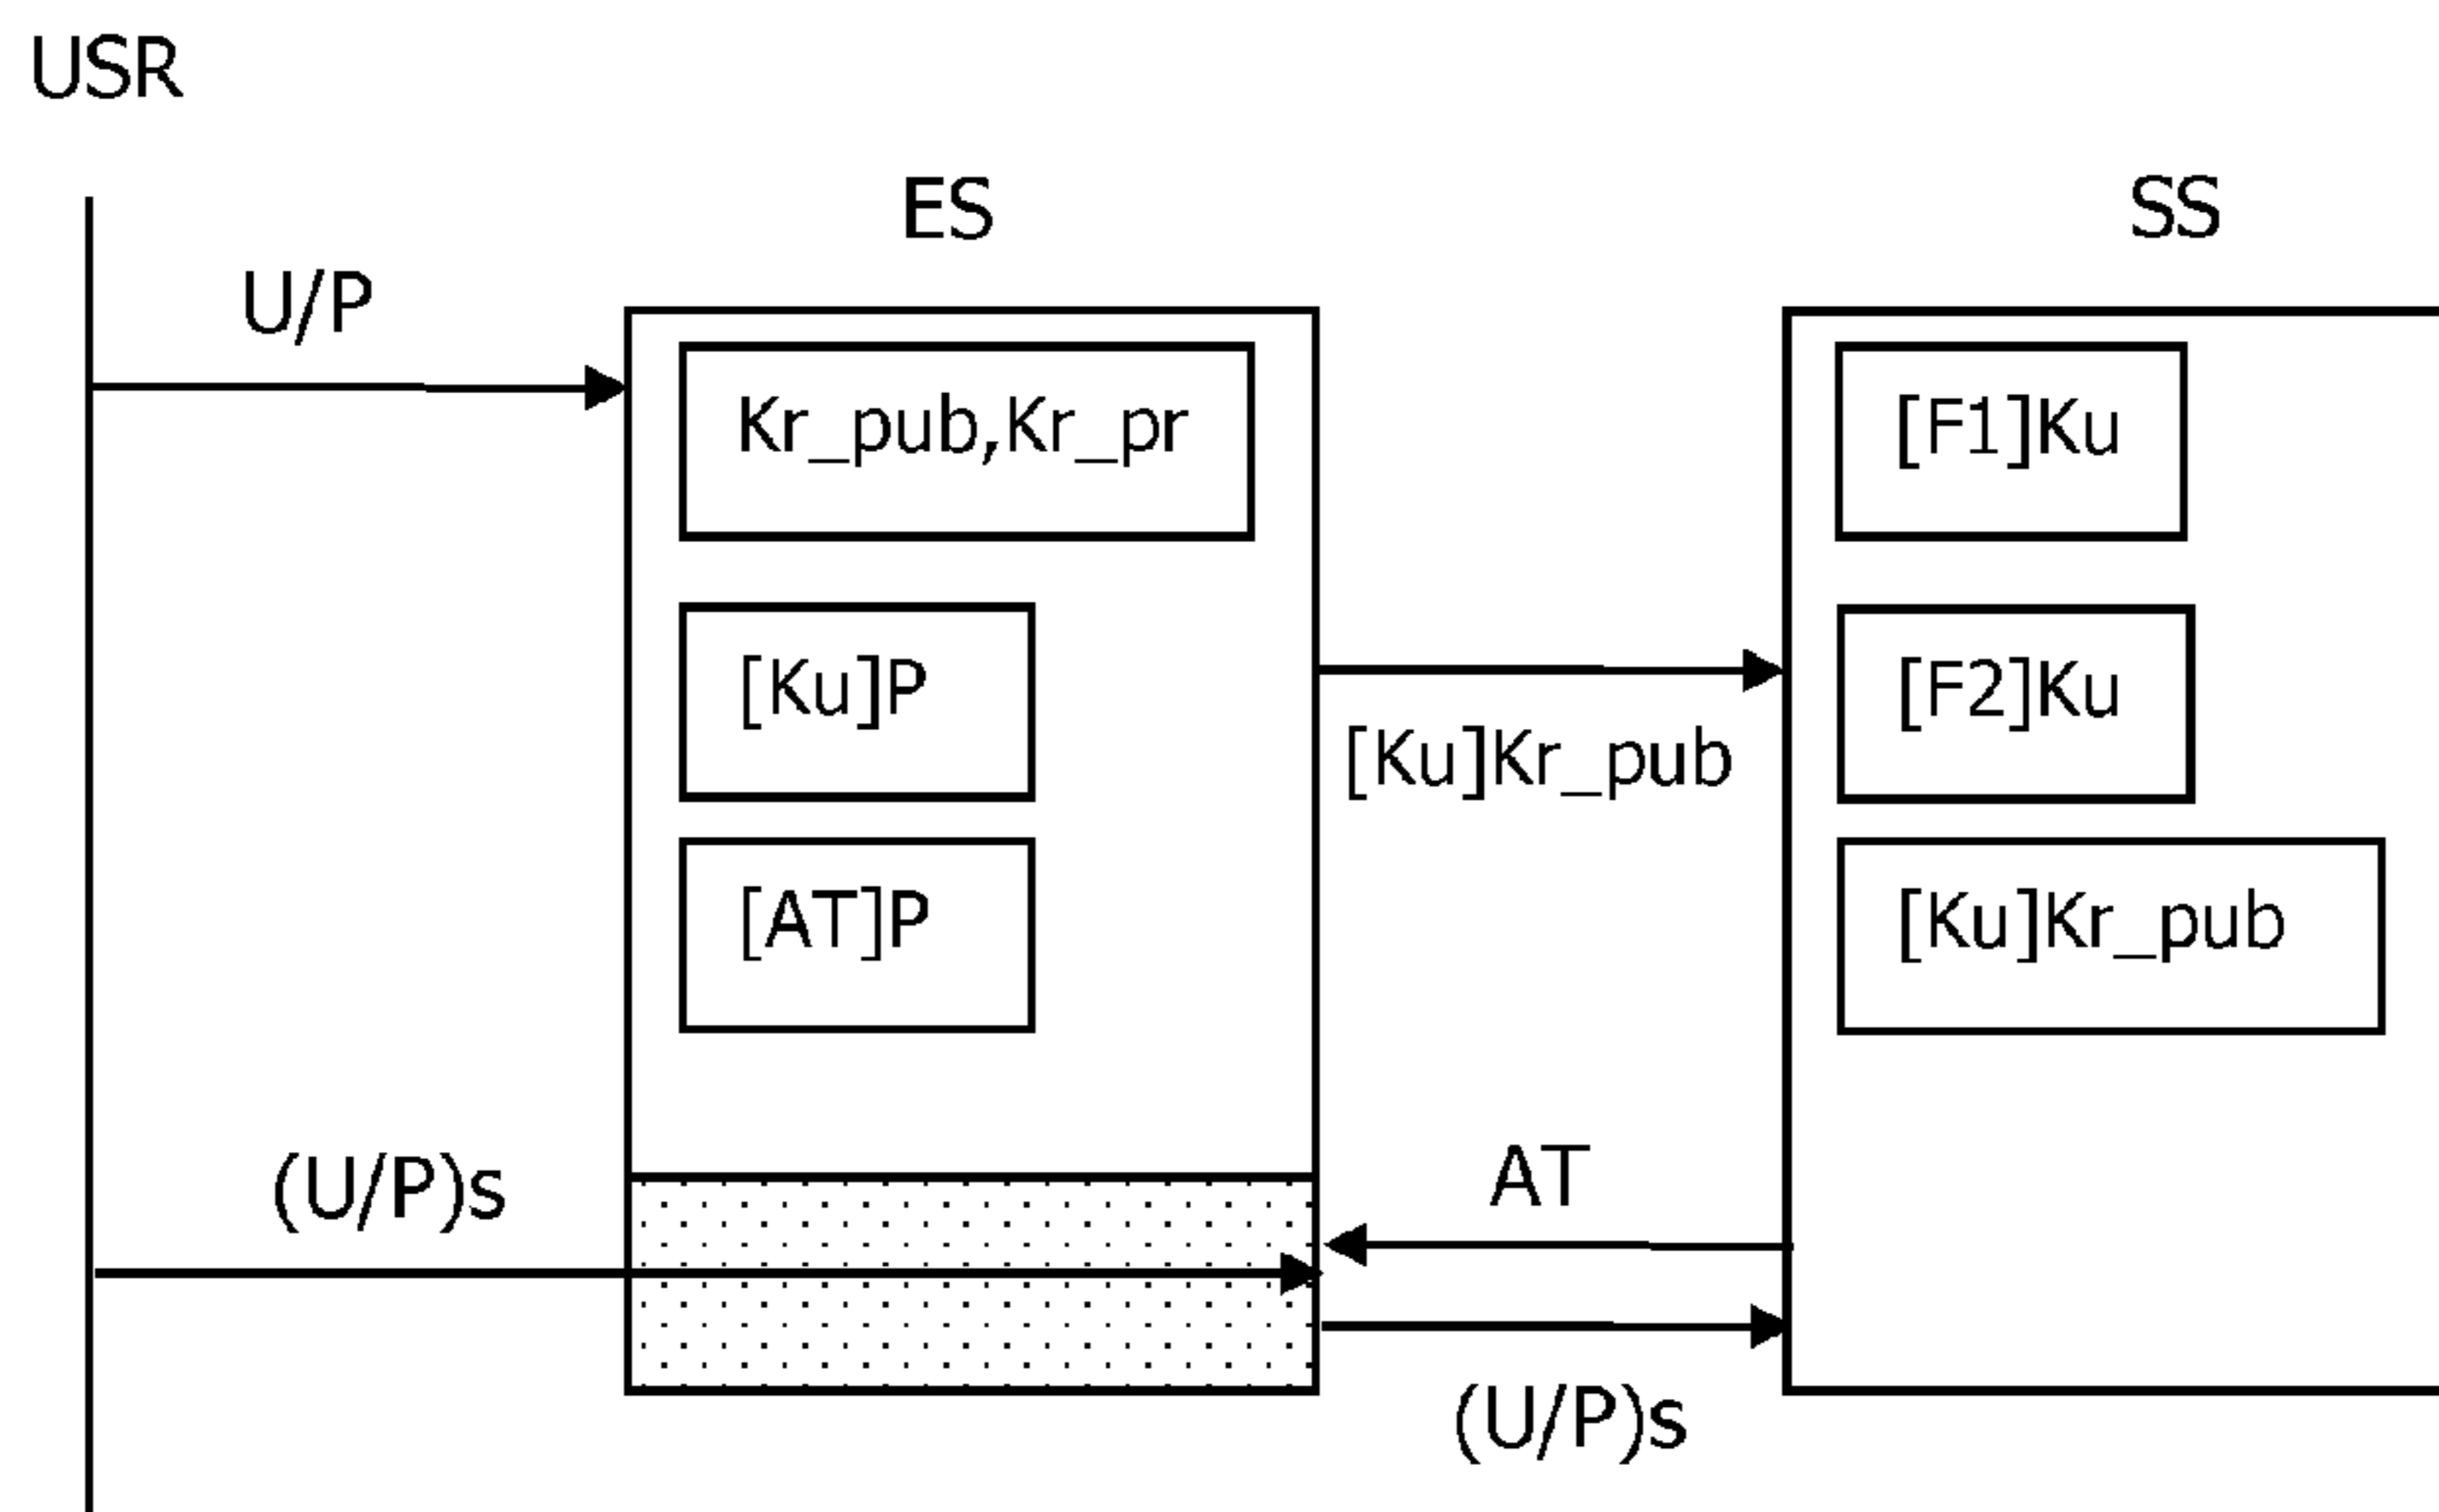 USR
ES
SS
U/P
Kr_pub,Kr_pr
[F1]Ku
[Ku]P
[F2]Ku
[Ku]Kr_pub
[AT]P
[Ku]Kr_pub
(U/P)s
AT
(U/P)s